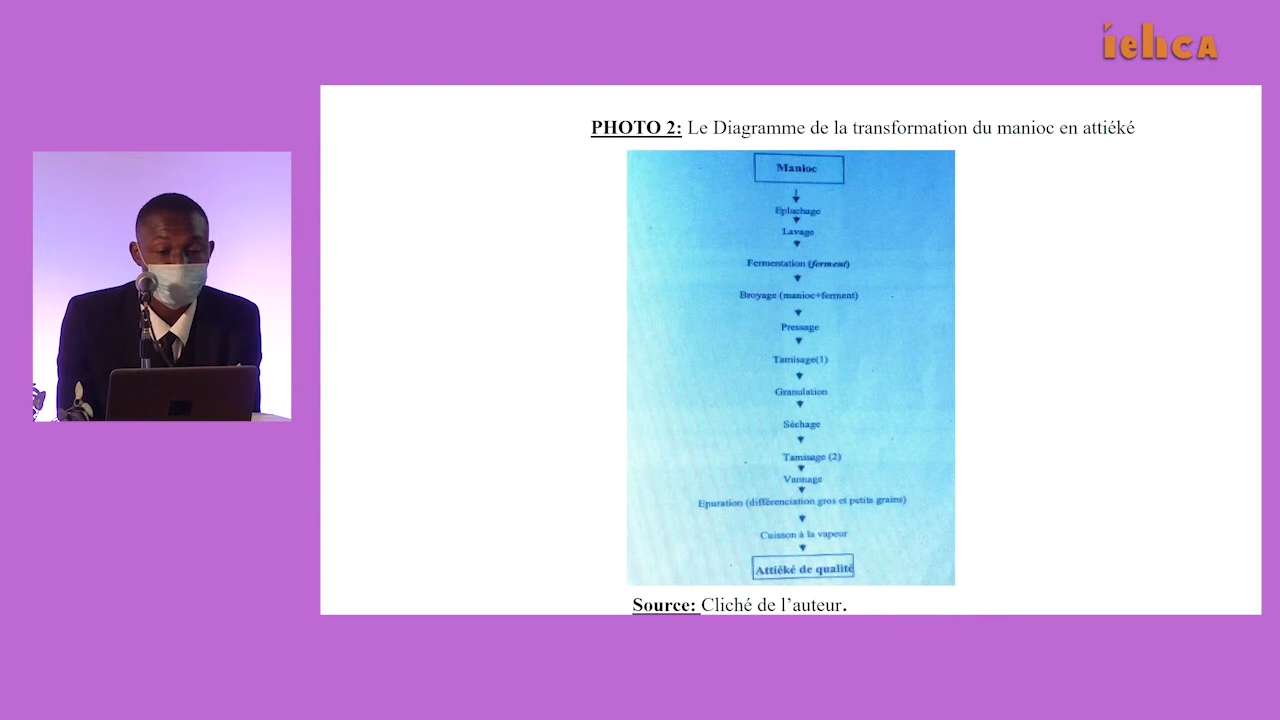 iehca
PHOTO 2: Le Diagramme de la transformation du manioc en attiéké
Manioc
Epluchage
Lavage
Fermentation (ferment)
Broyage (manioc+ferment)
Pressage
Tamisage(1)
Granulation
Séchage
Tamisage (2)
Vannage
Epuration (différenciation gros et petits grains)
Cuisson à la vapeur
Attiéké de qualité
Source: Cliché de l'auteur.